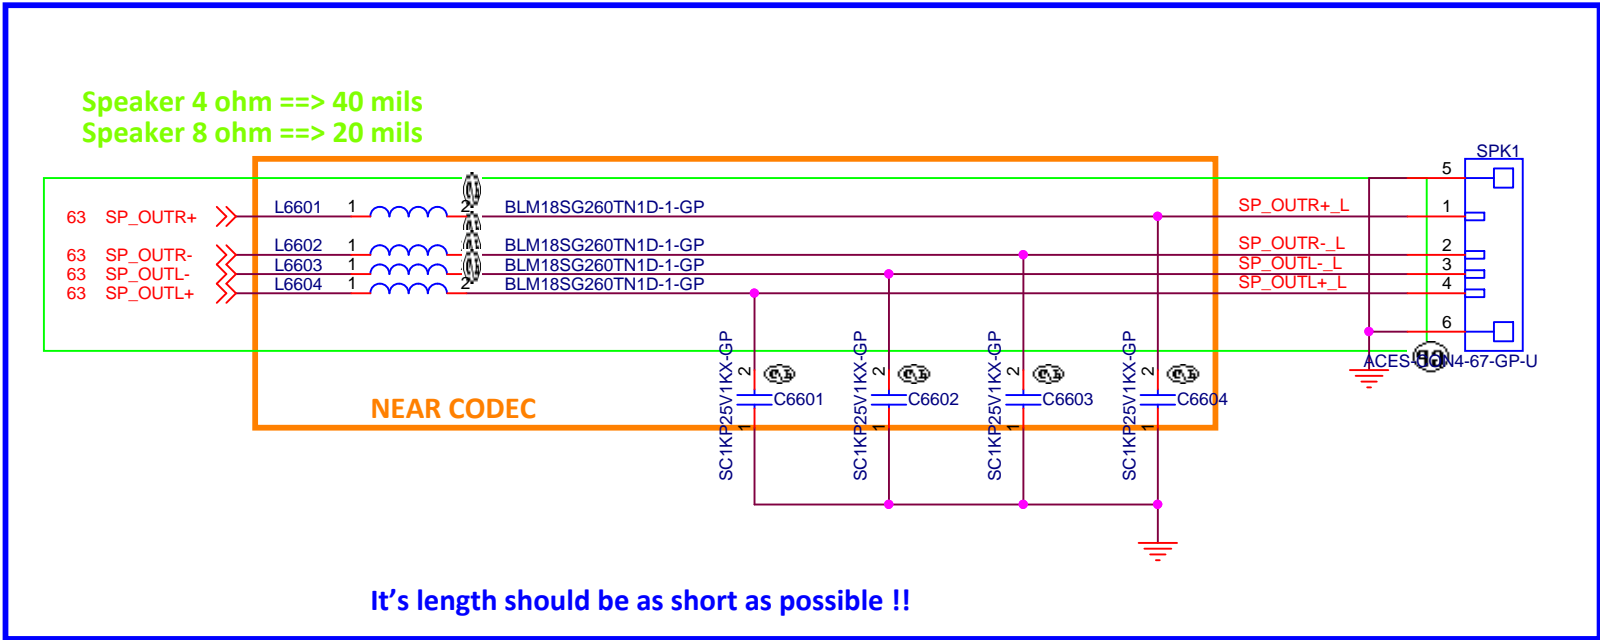 Speaker 4 ohm ==> 40 mils
Speaker 8 ohm ==> 20 mils
SPK1
5
63 SP_OUTR+ L6601 1 2 BLM18SG260TN1D-1-GP SP_OUTR+_L 1
63 SP_OUTR- L6602 1 BLM18SG260TN1D-1-GP SP_OUTR-_L 2
63 SP_OUTL- L6603 1 BLM18SG260TN1D-1-GP SP_OUTL-_L 3
63 SP_OUTL+ L6604 1 2 BLM18SG260TN1D-1-GP SP_OUTL+_L 4
6
SC1KP25V1KX-GP 2 C6601 1
SC1KP25V1KX-GP 2 C6602 1
SC1KP25V1KX-GP 2 C6603 1
SC1KP25V1KX-GP 2 C6604 1
NEAR CODEC
It's length should be as short as possible !!